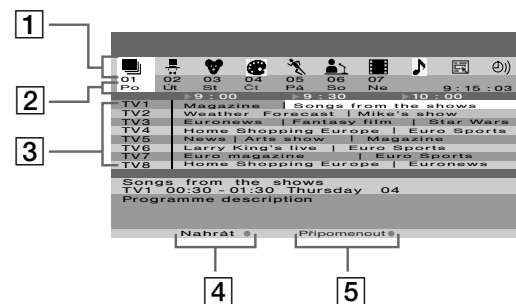 1
01 02 03 04 05 06 07
2
Po Út St Čt Pá So Ne 9:15:03
9:00 9:30 10:00
TV1 Magazine Songs from the shows
TV2 Weather Forecast | Mike's show
TV3 Euronews | Fantasy film | Star Wars
TV4 Home Shopping Europe | Euro Sports
3
TV5 News | Arts show | Magazine
TV6 Larry King's live | Euro Sports
TV7 Euro magazine | Euro Sports
TV8 Home Shopping Europe | Euronews
Songs from the shows
TV1 00:30 - 01:30 Thursday 04
Programme description
Nahrát Připomenout
4 5